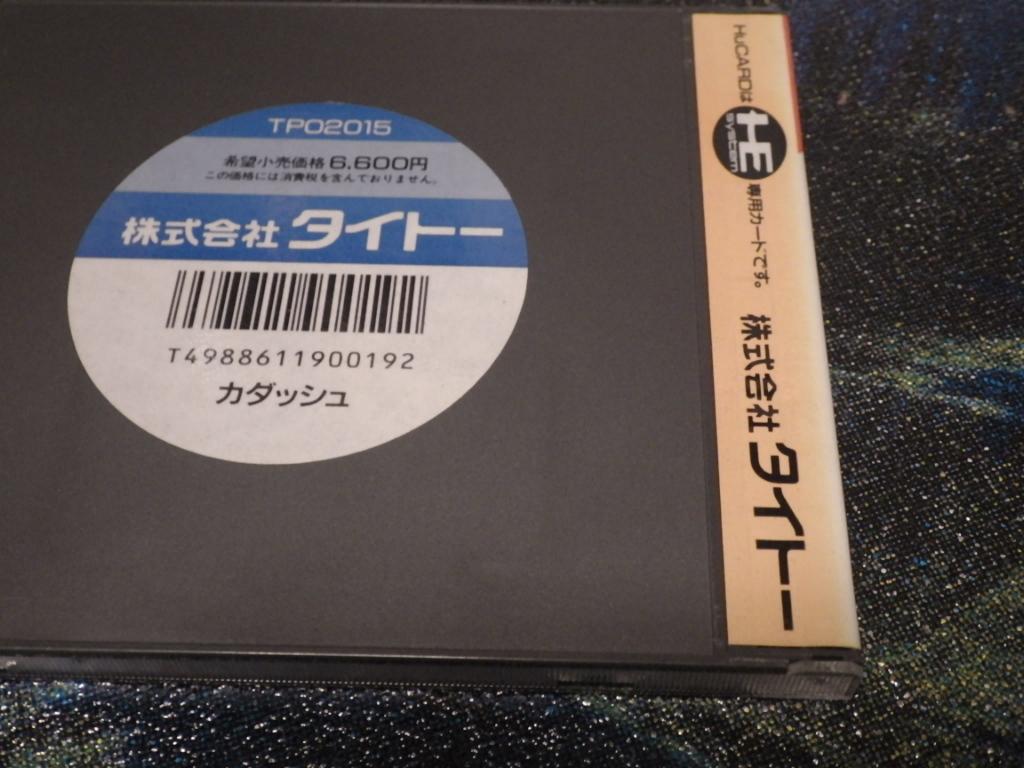 TP02015
希望小売価格 6,600円
この価格には消費税を含んでおりません。
株式会社 タイトー
T4988611900192
カダッシュ
HuCARDは HE SYSTEM 専用カードです。 株式会社 タイトー